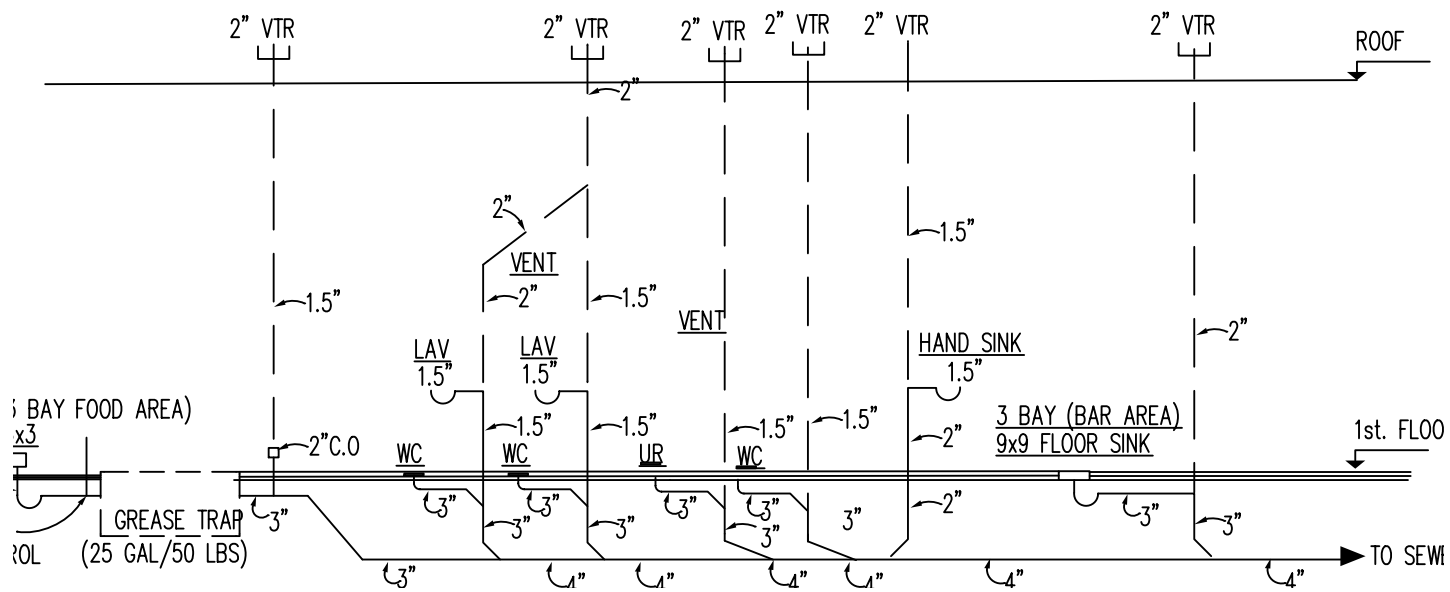 2” VTR
2” VTR
2” VTR
2” VTR
2” VTR
2” VTR
ROOF
2”
2”
1.5”
VENT
2”
1.5”
2”
1.5”
VENT
LAV
1.5”
LAV
1.5”
HAND SINK
1.5”
BAY FOOD AREA)
x3
2”C.O
1.5”
1.5”
1.5”
1.5”
2”
3 BAY (BAR AREA)
9x9 FLOOR SINK
1st. FLOO
WC
WC
UR
WC
3”
3”
3”
3”
3”
3”
3”
3”
3”
2”
3”
3”
GREASE TRAP
(25 GAL/50 LBS)
ROL
TO SEWE
3”
4”
4”
4”
4”
4”
4”